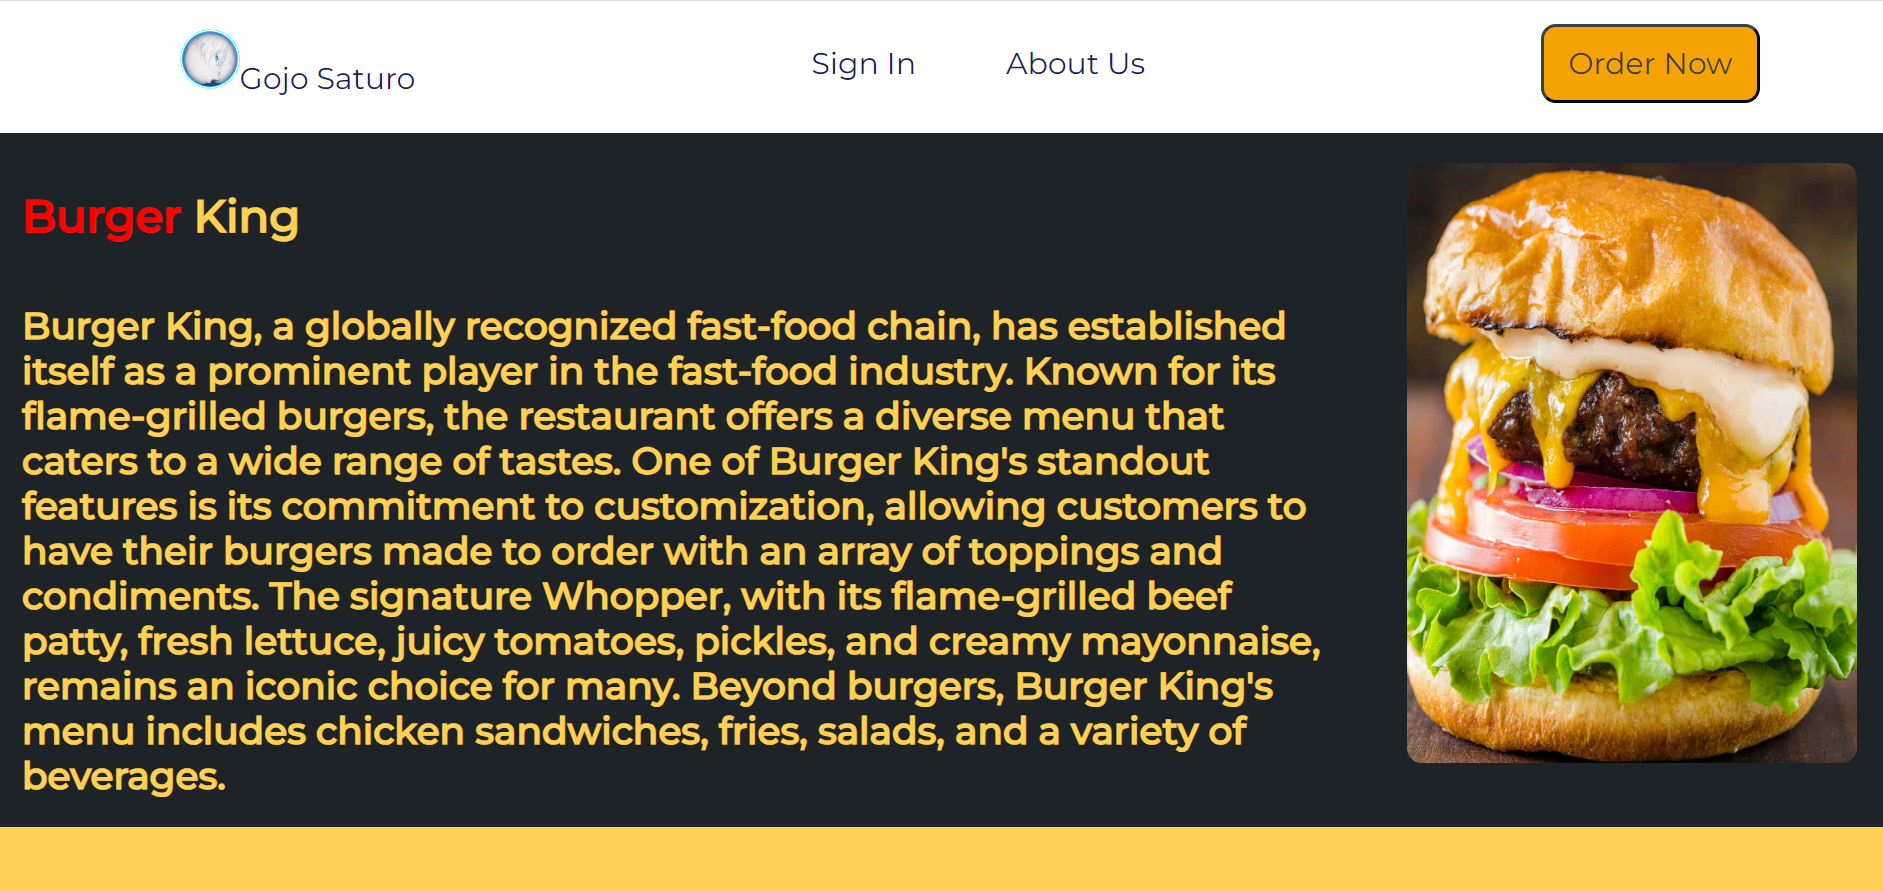 Gojo Saturo
Sign In
About Us
Order Now
Burger King
Burger King, a globally recognized fast-food chain, has established
itself as a prominent player in the fast-food industry. Known for its
flame-grilled burgers, the restaurant offers a diverse menu that
caters to a wide range of tastes. One of Burger King's standout
features is its commitment to customization, allowing customers to
have their burgers made to order with an array of toppings and
condiments. The signature Whopper, with its flame-grilled beef
patty, fresh lettuce, juicy tomatoes, pickles, and creamy mayonnaise,
remains an iconic choice for many. Beyond burgers, Burger King's
menu includes chicken sandwiches, fries, salads, and a variety of
beverages.